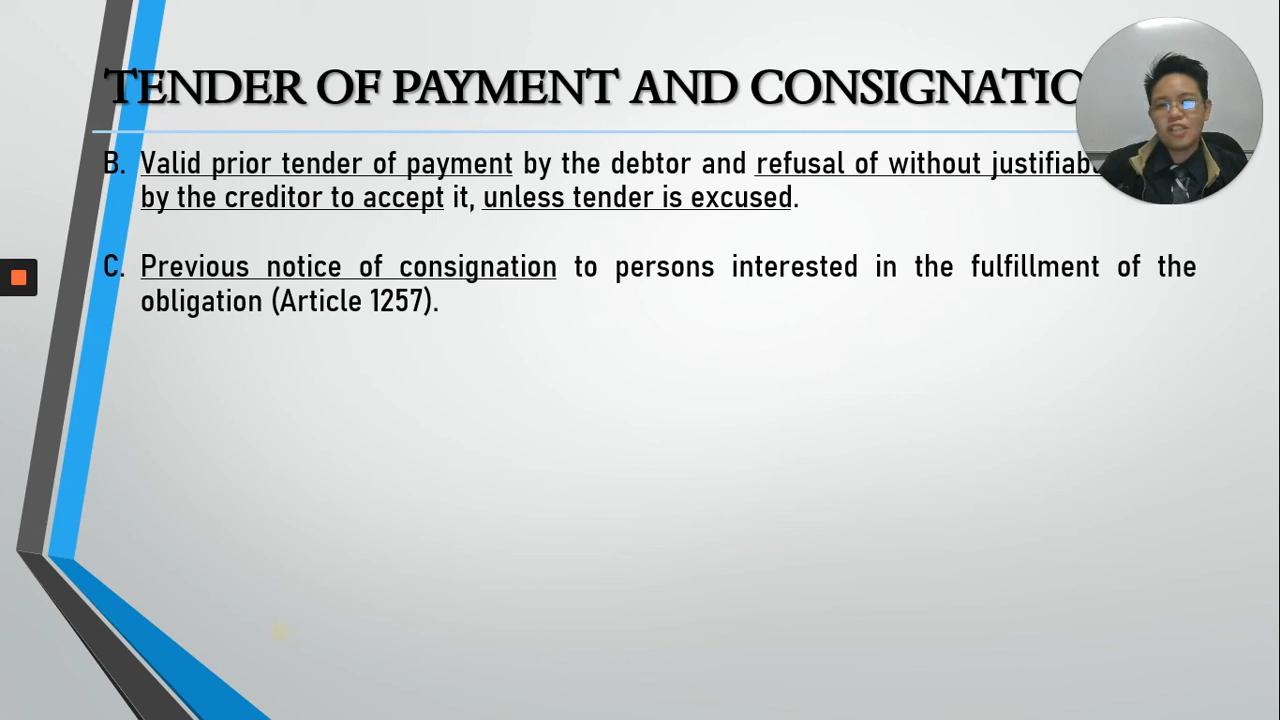 TENDER OF PAYMENT AND CONSIGNATIO
B. Valid prior tender of payment by the debtor and refusal of without
by the creditor to accept it, unless tender is excused.
C. Previous notice of consignation to persons interested in the fulfillment of the
obligation (Article 1257).